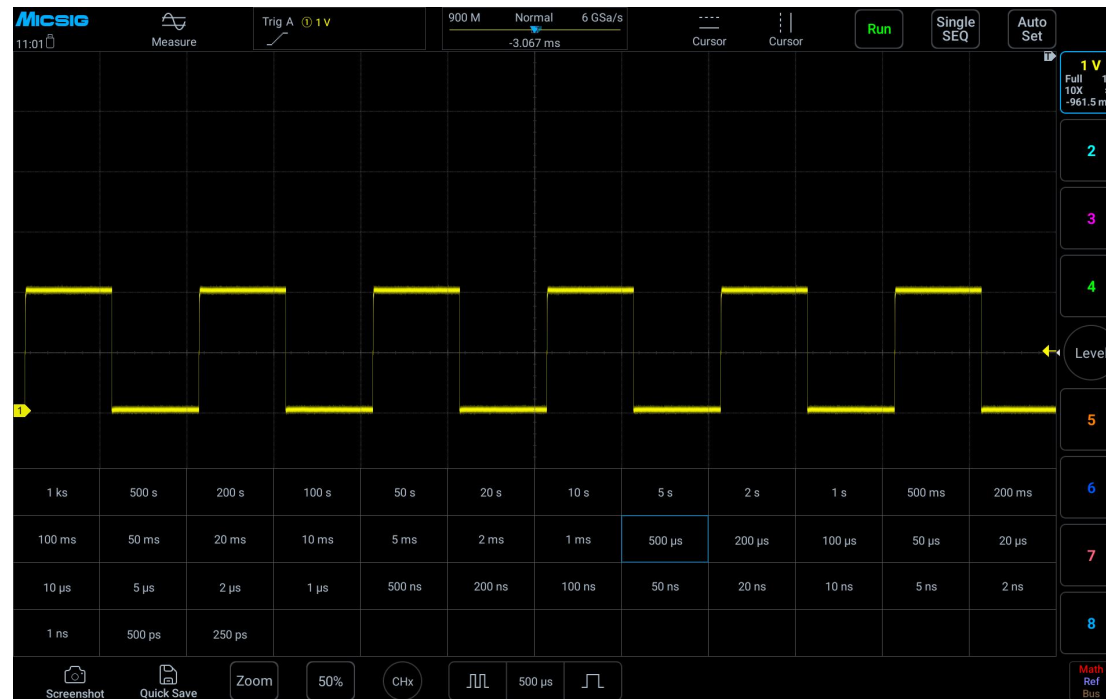 Micsig
11:01
Measure
Trig A ① 1 V
900 M Normal 6 GSa/s
-3.067 ms
Cursor
Cursor
Run
Single
SEQ
Auto
Set
T
1 V
Full 1
10X
-961.5 m
2
3
4
Level
1
5
6
7
8
1 ks 500 s 200 s 100 s 50 s 20 s 10 s 5 s 2 s 1 s 500 ms 200 ms
100 ms 50 ms 20 ms 10 ms 5 ms 2 ms 1 ms 500 µs 200 µs 100 µs 50 µs 20 µs
10 µs 5 µs 2 µs 1 µs 500 ns 200 ns 100 ns 50 ns 20 ns 10 ns 5 ns 2 ns
1 ns 500 ps 250 ps
Screenshot
Quick Save
Zoom
50%
CHx
500 µs
Math
Ref
Bus